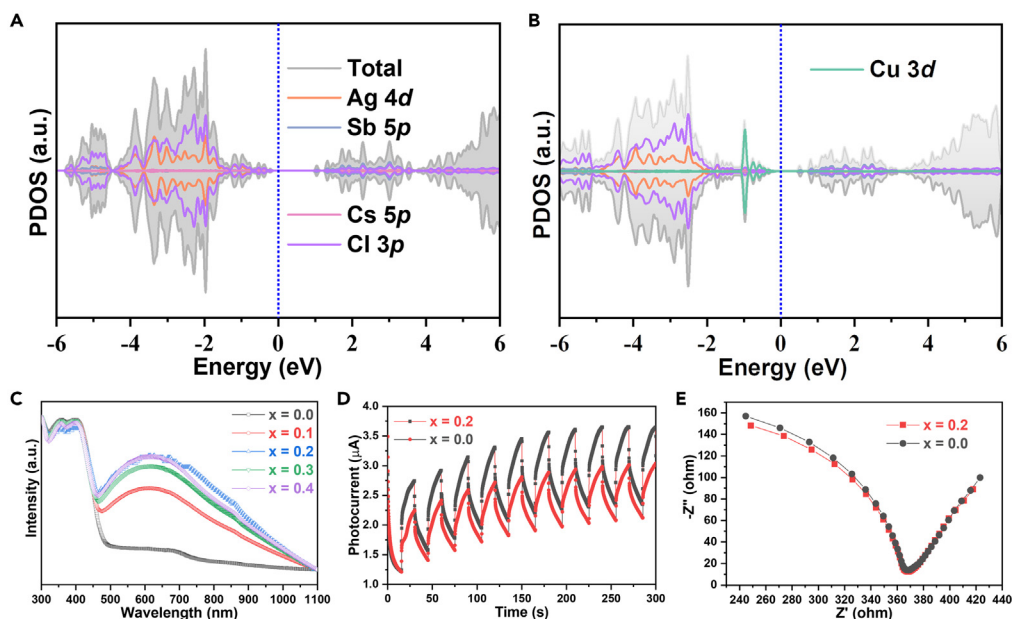 A
PDOS (a.u.)
Total
Ag 4d
Sb 5p
Cs 5p
Cl 3p
-6 -4 -2 0 2 4 6
Energy (eV)
B
PDOS (a.u.)
Cu 3d
-6 -4 -2 0 2 4 6
Energy (eV)
C
Intensity (a.u.)
x = 0.0
x = 0.1
x = 0.2
x = 0.3
x = 0.4
300 400 500 600 700 800 900 1000 1100
Wavelength (nm)
D
Photocurrent (μA)
4.0
3.5
3.0
2.5
2.0
1.5
1.0
x = 0.2
x = 0.0
0 50 100 150 200 250 300
Time (s)
E
-Z'' (ohm)
160
140
120
100
80
60
40
20
0
x = 0.2
x = 0.0
240 260 280 300 320 340 360 380 400 420 440
Z' (ohm)